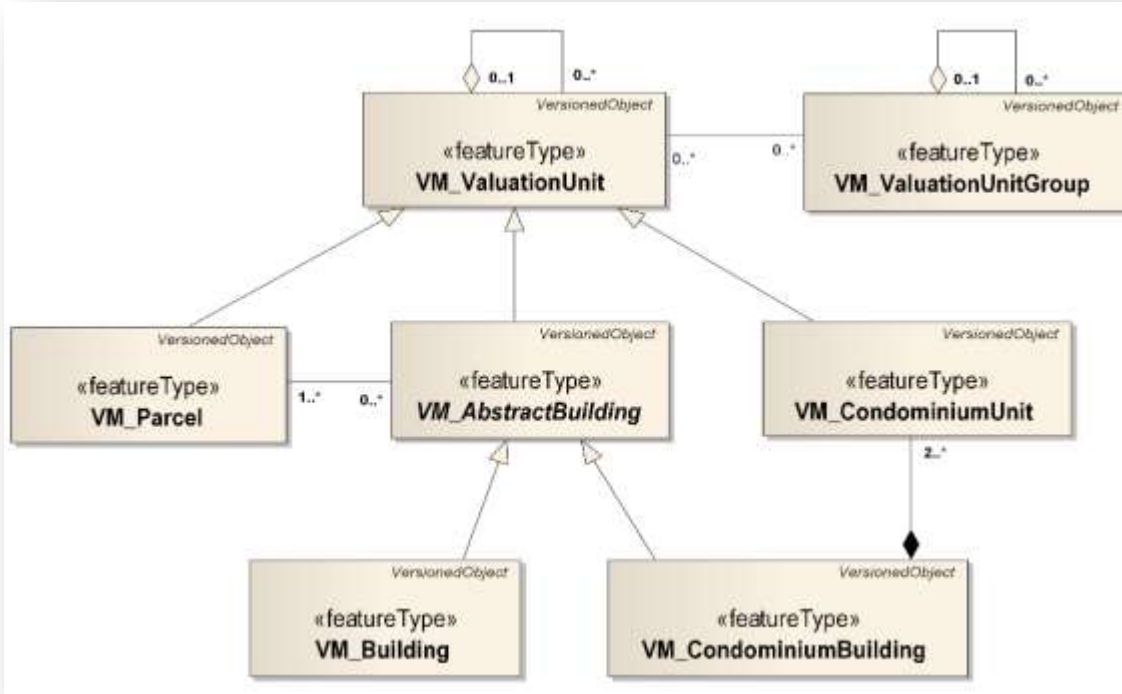 0..1
0..*
0..1
0..*
VersionedObject
«featureType»
VM_ValuationUnit
0..*
0..*
VersionedObject
«featureType»
VM_ValuationUnitGroup
VersionedObject
«featureType»
VM_Parcel
1..*
0..*
VersionedObject
«featureType»
VM_AbstractBuilding
VersionedObject
«featureType»
VM_CondominiumUnit
2..*
VersionedObject
«featureType»
VM_Building
VersionedObject
«featureType»
VM_CondominiumBuilding